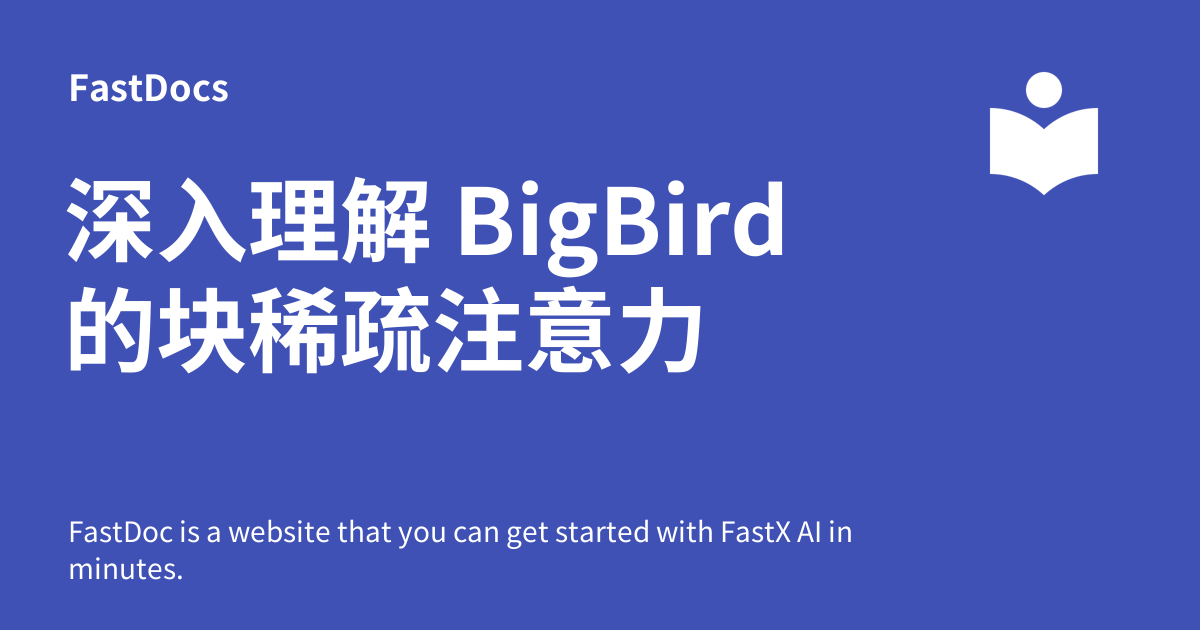 FastDocs
深入理解 BigBird
的块稀疏注意力
FastDoc is a website that you can get started with FastX AI in
minutes.